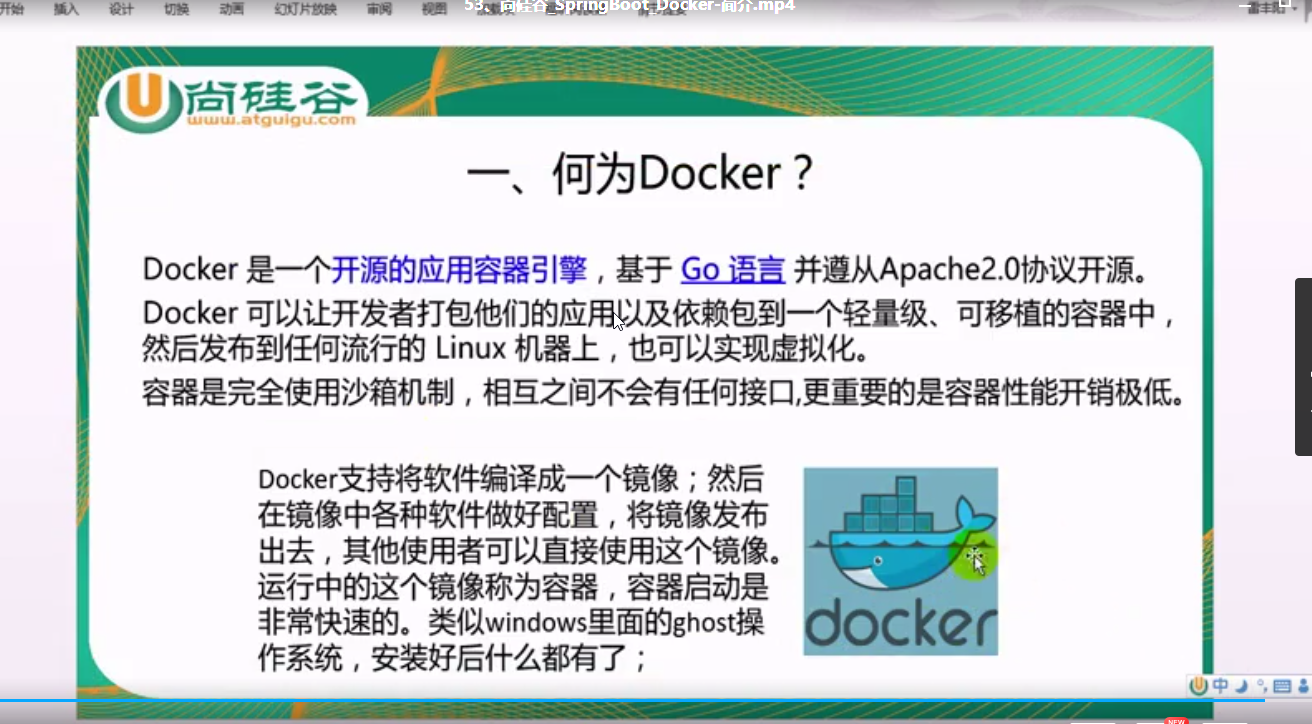 开始 插入 设计 切换 动画 幻灯片放映 审阅 视图
53、尚硅谷_SpringBoot_Docker-简介.mp4
尚硅谷
www.atguigu.com
一、何为Docker？
Docker 是一个开源的应用容器引擎，基于 Go 语言 并遵从Apache2.0协议开源。
Docker 可以让开发者打包他们的应用以及依赖包到一个轻量级、可移植的容器中，
然后发布到任何流行的 Linux 机器上，也可以实现虚拟化。
容器是完全使用沙箱机制，相互之间不会有任何接口,更重要的是容器性能开销极低。
Docker支持将软件编译成一个镜像；然后
在镜像中各种软件做好配置，将镜像发布
出去，其他使用者可以直接使用这个镜像。
运行中的这个镜像称为容器，容器启动是
非常快速的。类似windows里面的ghost操
作系统，安装好后什么都有了；
docker
中
NEW